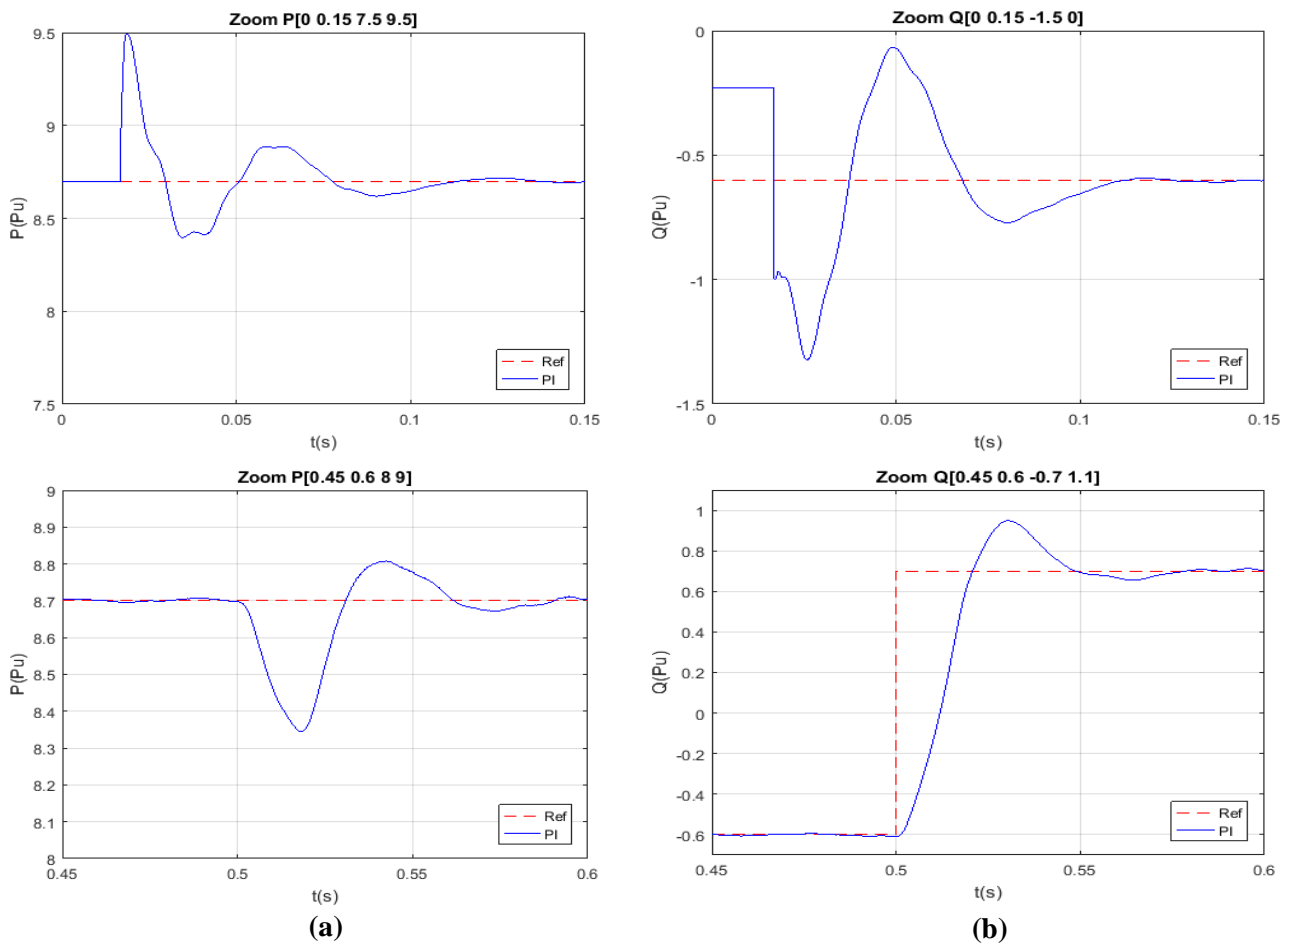 Zoom P[0 0.15 7.5 9.5]
9.5
9
8.5
8
7.5
P(Pu)
0 0.05 0.1 0.15
t(s)
Ref
PI
Zoom Q[0 0.15 -1.5 0]
0
-0.5
-1
-1.5
Q(Pu)
0 0.05 0.1 0.15
t(s)
Ref
PI
Zoom P[0.45 0.6 8 9]
9
8.9
8.8
8.7
8.6
8.5
8.4
8.3
8.2
8.1
8
P(Pu)
0.45 0.5 0.55 0.6
t(s)
Ref
PI
(a)
Zoom Q[0.45 0.6 -0.7 1.1]
1
0.8
0.6
0.4
0.2
0
-0.2
-0.4
-0.6
Q(Pu)
0.45 0.5 0.55 0.6
t(s)
Ref
PI
(b)